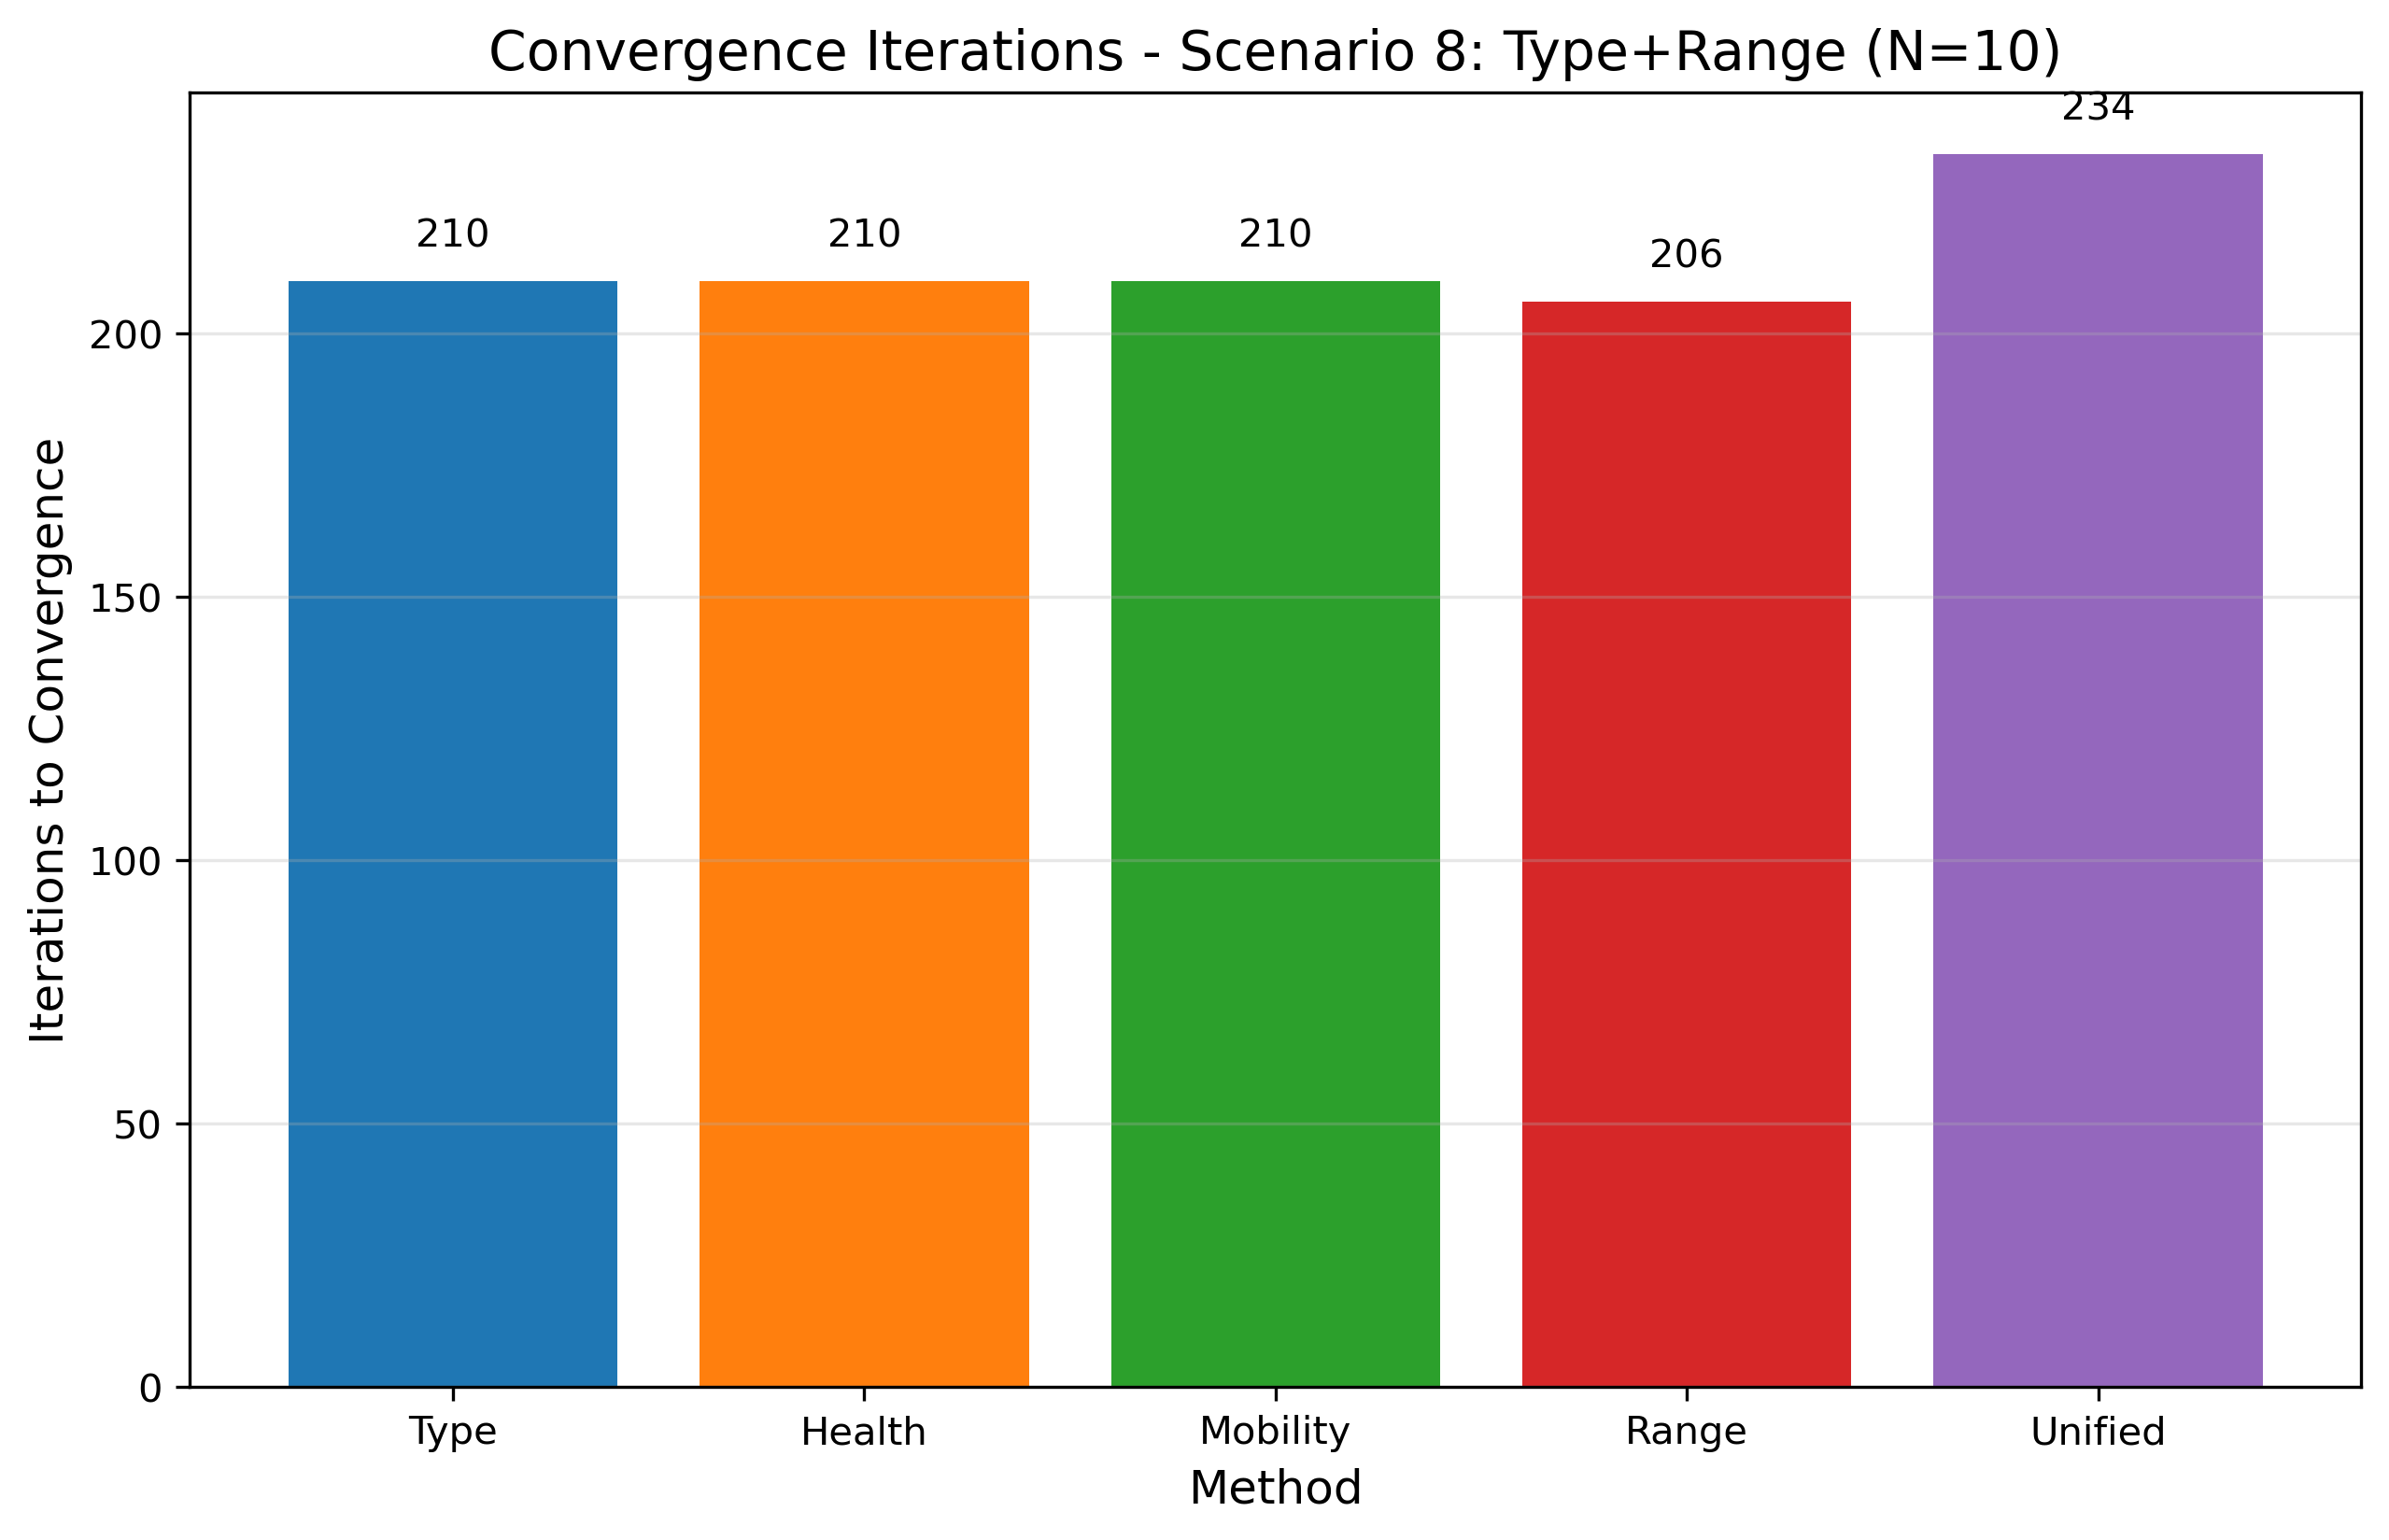 Convergence Iterations - Scenario 8: Type+Range (N=10)
234
210
210
210
206
200
150
100
50
0
Iterations to Convergence
Type
Health
Mobility
Range
Unified
Method